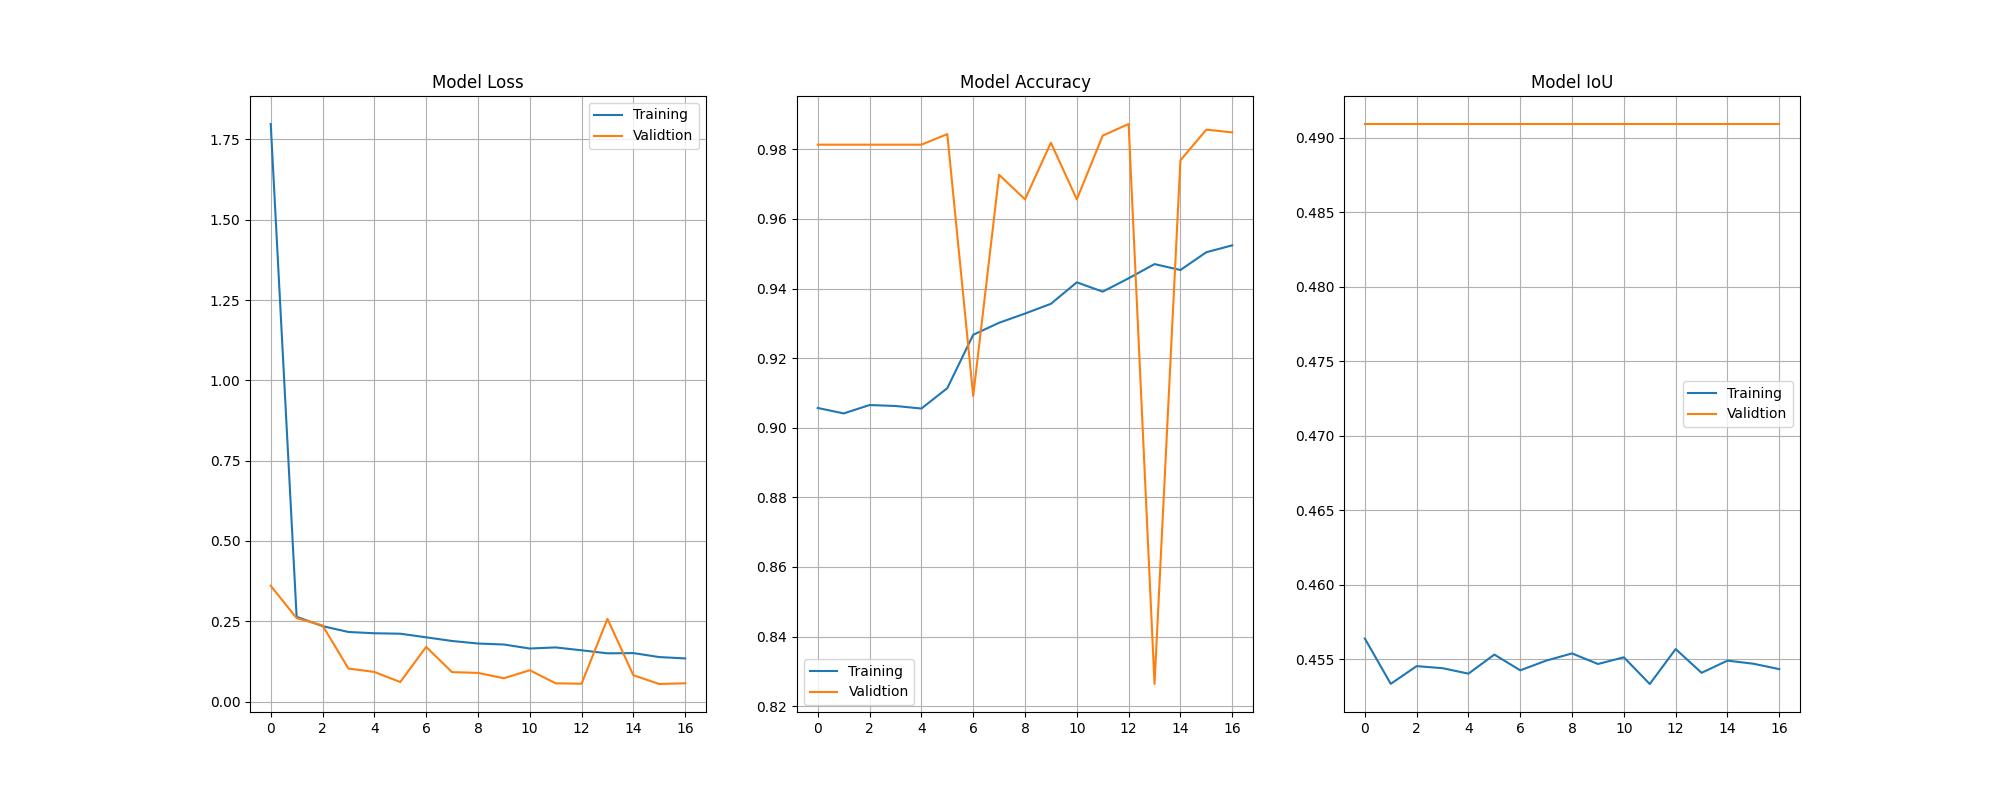 Model Loss
Training
Validtion
1.75
1.50
1.25
1.00
0.75
0.50
0.25
0.00
0 2 4 6 8 10 12 14 16
Model Accuracy
0.98
0.96
0.94
0.92
0.90
0.88
0.86
0.84
0.82
Training
Validtion
0 2 4 6 8 10 12 14 16
Model IoU
0.490
0.485
0.480
0.475
0.470
0.465
0.460
0.455
Training
Validtion
0 2 4 6 8 10 12 14 16